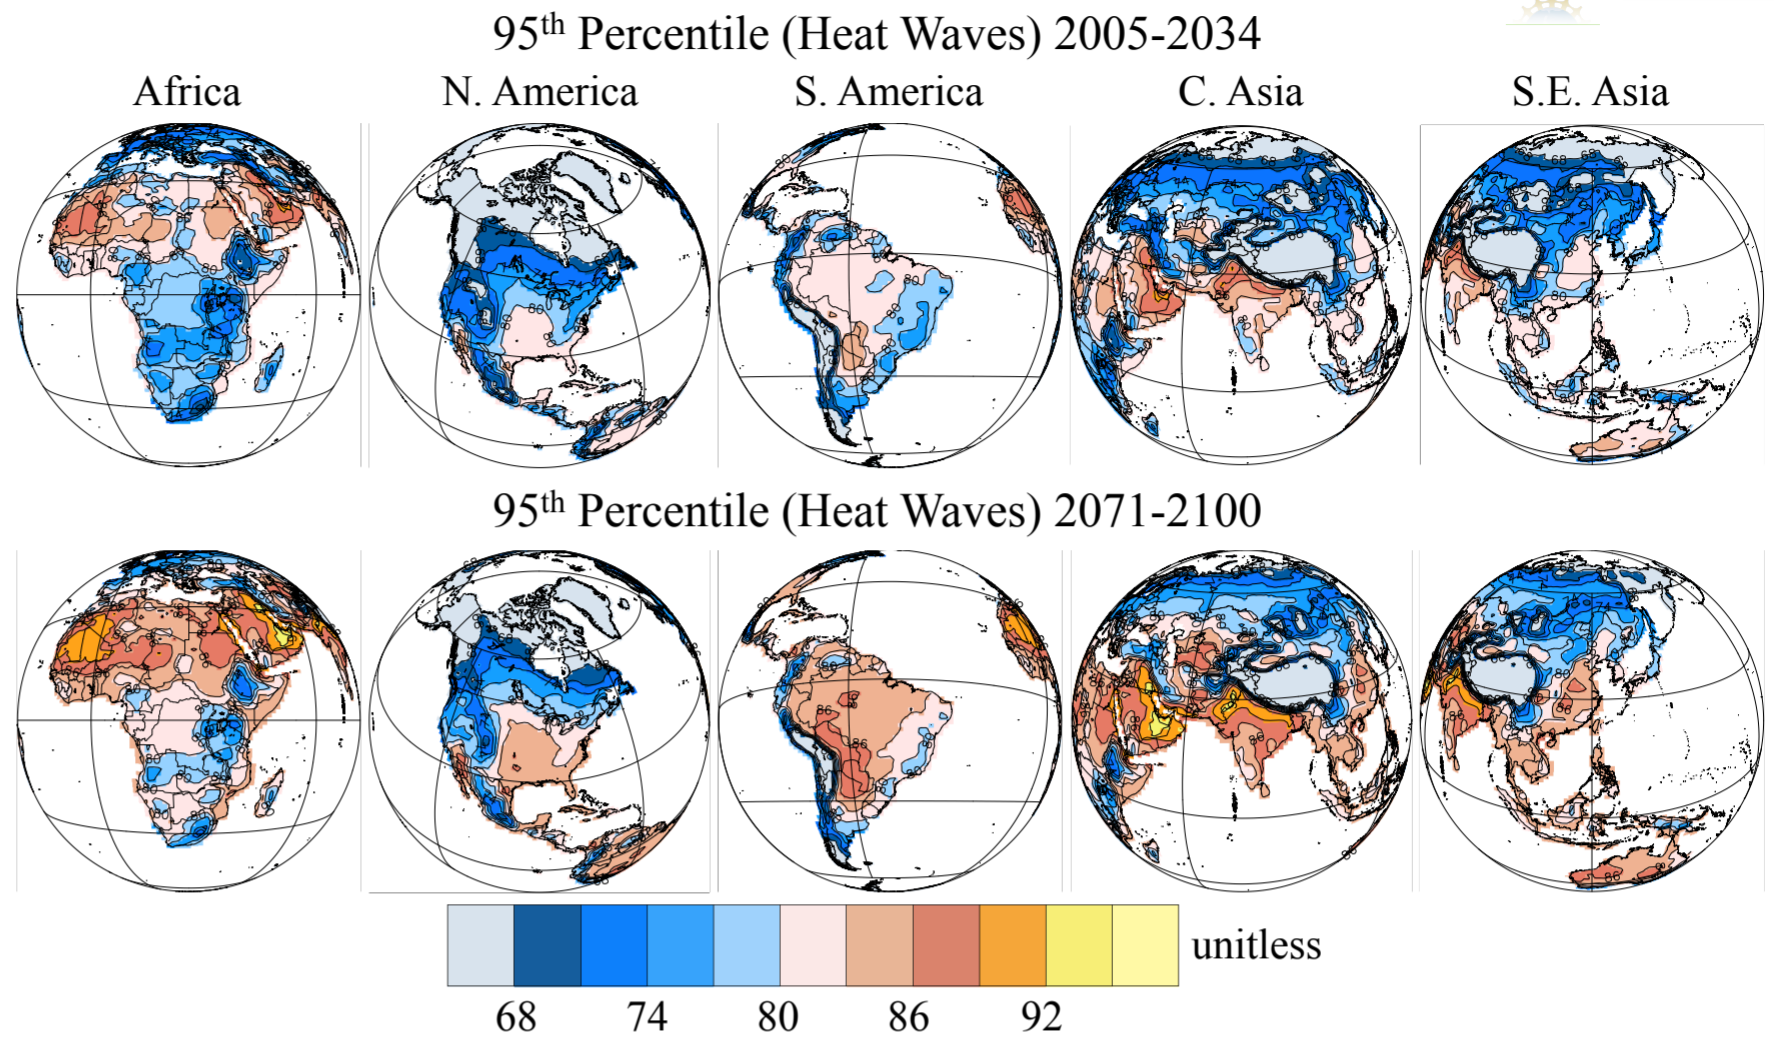 95th Percentile (Heat Waves) 2005-2034
Africa N. America S. America C. Asia S.E. Asia
95th Percentile (Heat Waves) 2071-2100
unitless
68 74 80 86 92